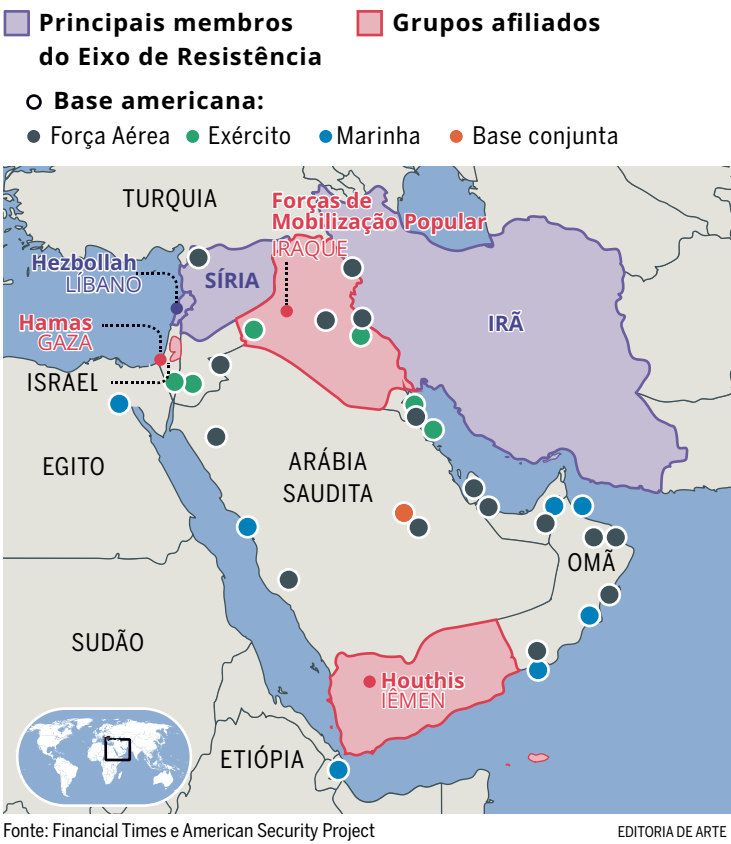 Principais membros
do Eixo de Resistência
Grupos afiliados
Base americana:
Força Aérea
Exército
Marinha
Base conjunta
TURQUIA
Forças de
Mobilização Popular
IRAQUE
Hezbollah
LÍBANO
SÍRIA
Hamas
GAZA
IRÃ
ISRAEL
EGITO
ARÁBIA
SAUDITA
OMÃ
SUDÃO
Houthis
IÊMEN
ETIÓPIA
Fonte: Financial Times e American Security Project
EDITORIA DE ARTE